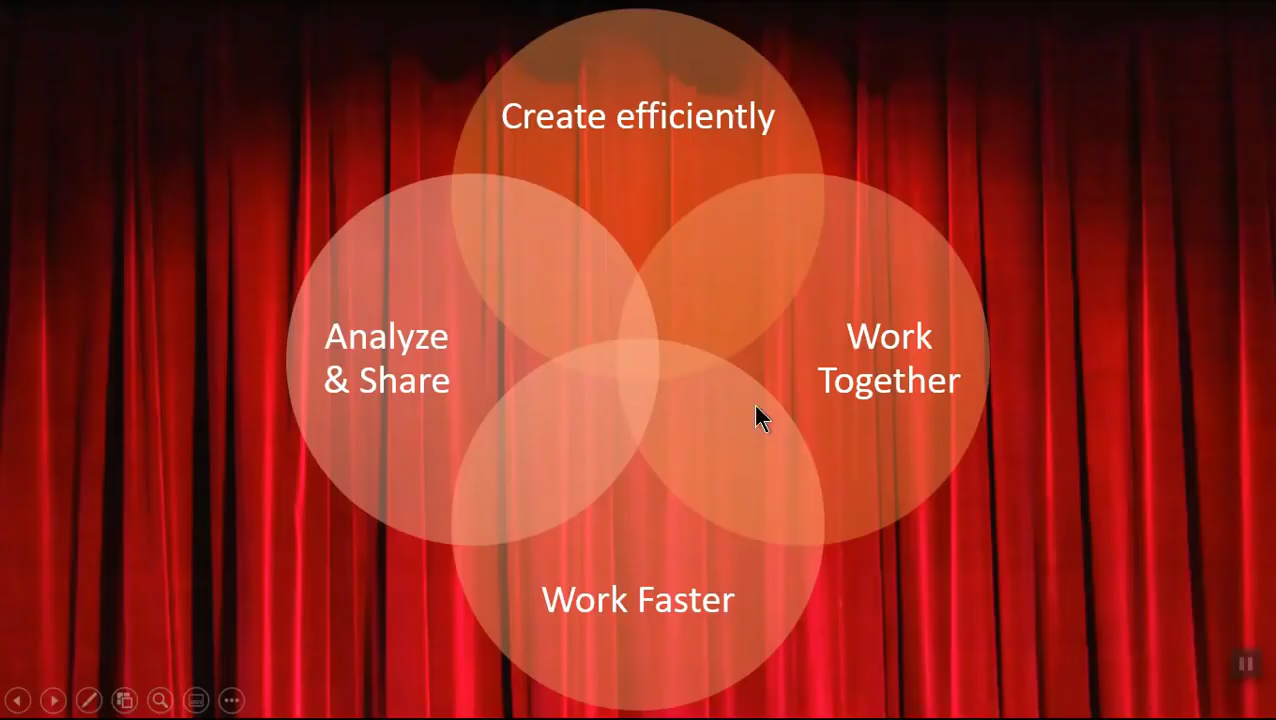 Create efficiently
Analyze
& Share
Work
Together
Work Faster